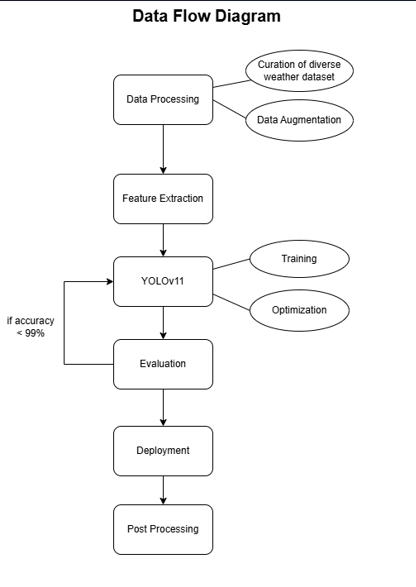 Data Flow Diagram
Curation of diverse
weather dataset
Data Processing
Data Augmentation
Feature Extraction
Training
YOLOv11
Optimization
if accuracy
< 99%
Evaluation
Deployment
Post Processing